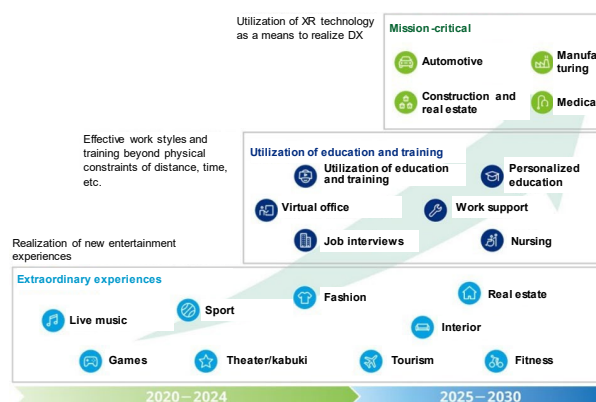 Utilization of XR technology
as a means to realize DX
Mission-critical
Automotive
Manufa
turing
Construction and
real estate
Medica
Effective work styles and
training beyond physical
constraints of distance, time,
etc.
Utilization of education and training
Utilization of education
and training
Personalized
education
Virtual office
Work support
Job interviews
Nursing
Realization of new entertainment
experiences
Extraordinary experiences
Live music
Sport
Fashion
Real estate
Interior
Games
Theater/kabuki
Tourism
Fitness
2020－2024
2025－2030